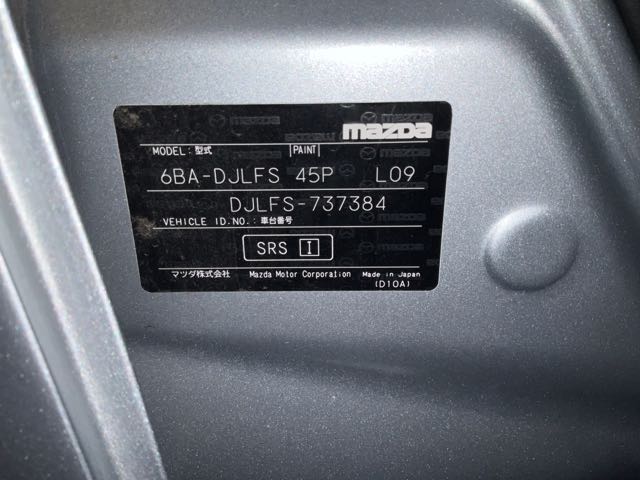 mazda
MODEL: 型式 PAINT
6BA-DJLFS 45P L09
DJLFS-737384
VEHICLE ID.NO.: 車台番号
SRS I
マツダ株式会社 Mazda Motor Corporation Made in Japan
(D10A)